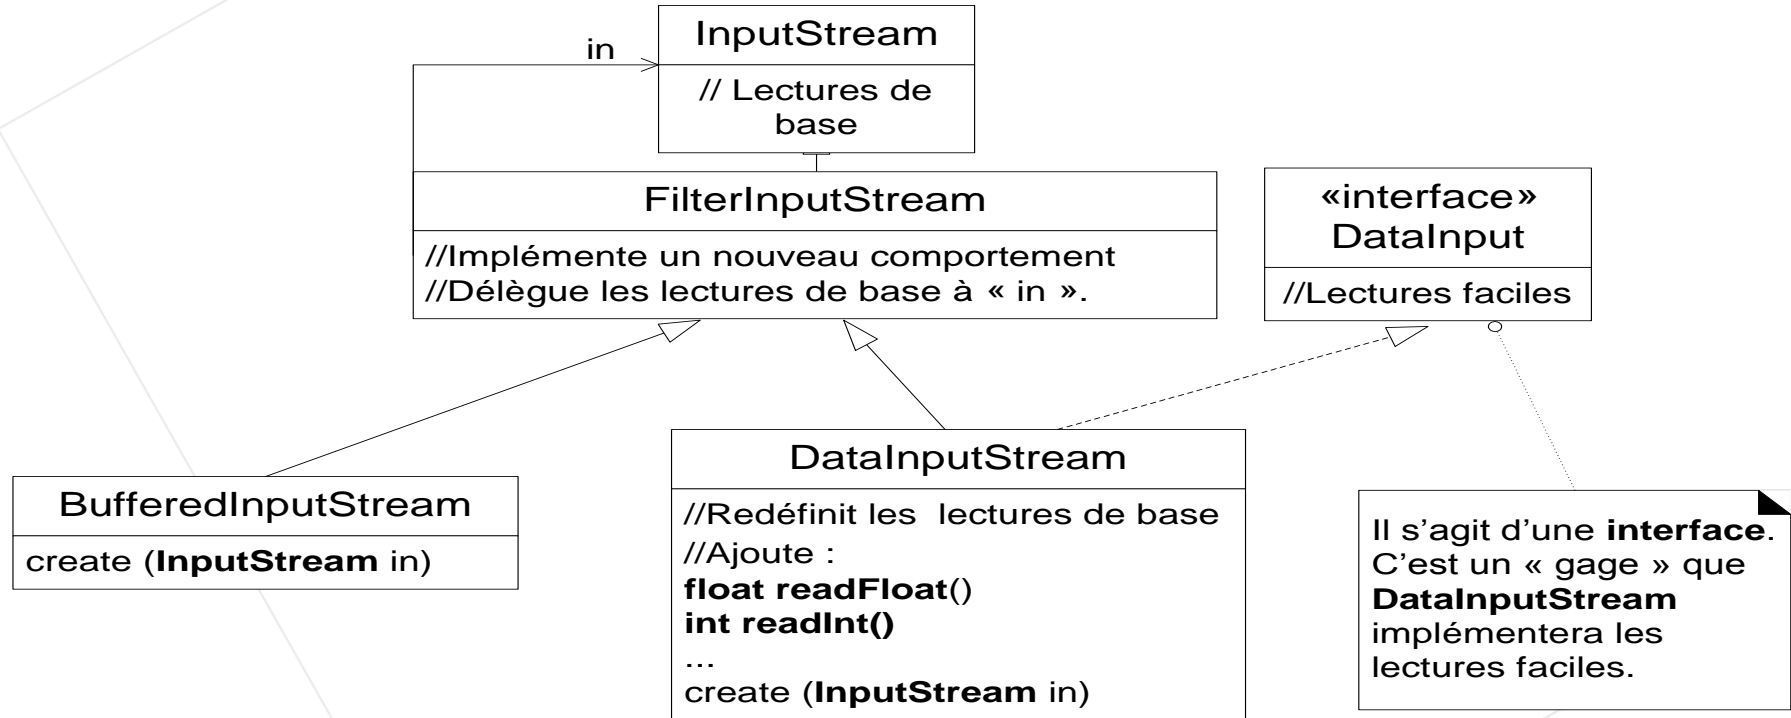 in
InputStream
// Lectures de
base
FilterInputStream
//Implémente un nouveau comportement
//Délègue les lectures de base à « in ».
«interface»
DataInput
//Lectures faciles
BufferedInputStream
create (InputStream in)
DataInputStream
//Redéfinit les  lectures de base
//Ajoute :
float readFloat()
int readInt()
...
create (InputStream in)
Il s’agit d’une interface.
C’est un « gage » que
DataInputStream
implémentera les
lectures faciles.